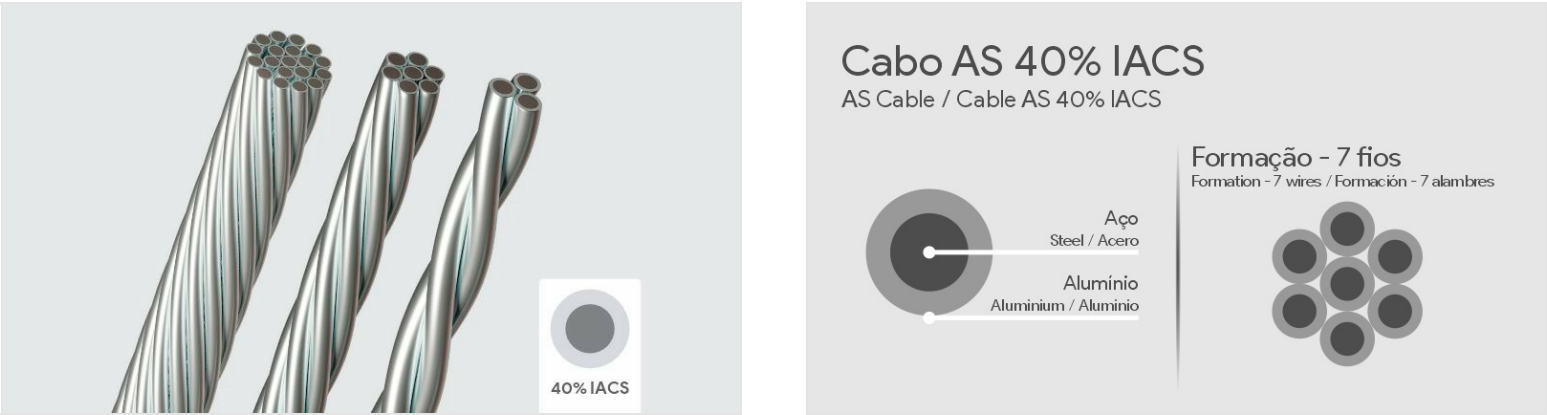 40% IACS
Cabo AS 40% IACS
AS Cable / Cable AS 40% IACS
Aço
Steel / Acero
Alumínio
Aluminium / Aluminio
Formação - 7 fios
Formation - 7 wires / Formación - 7 alambres